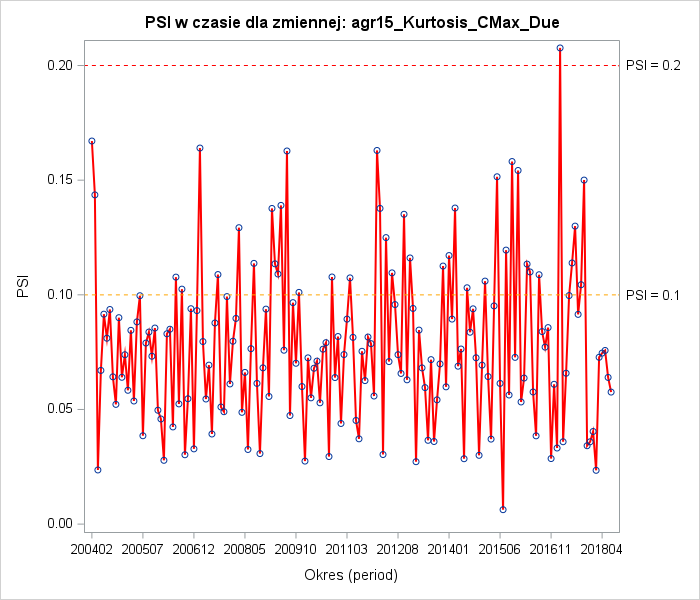 PSI w czasie dla zmiennej: agr15_Kurtosis_CMax_Due
0.20
PSI = 0.2
0.15
PSI
0.10
PSI = 0.1
0.05
0.00
200402 200507 200612 200805 200910 201103 201208 201401 201506 201611 201804
Okres (period)